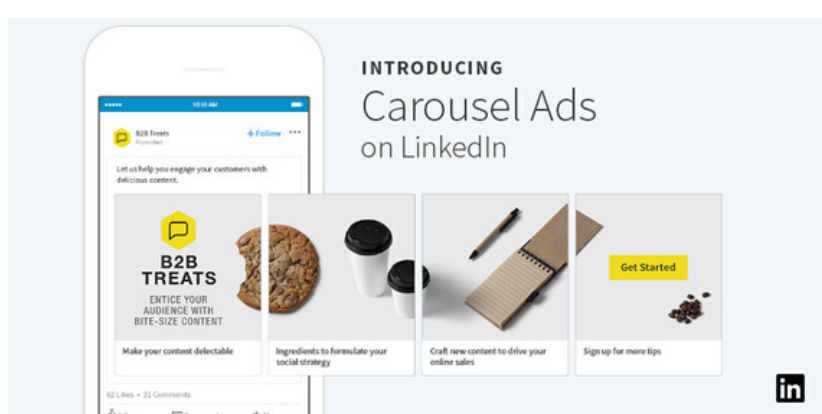 INTRODUCING
Carousel Ads
on LinkedIn
10:10 AM
B2B Treats
+ Follow
Promoted
Let us help you engage your customers with
delicious content.
B2B
TREATS
ENTICE YOUR
AUDIENCE WITH
BITE-SIZE CONTENT
Get Started
Make your content delectable
Ingredients to formulate your
social strategy
Craft new content to drive your
online sales
Sign up for more tips
62 Likes • 31 Comments
in